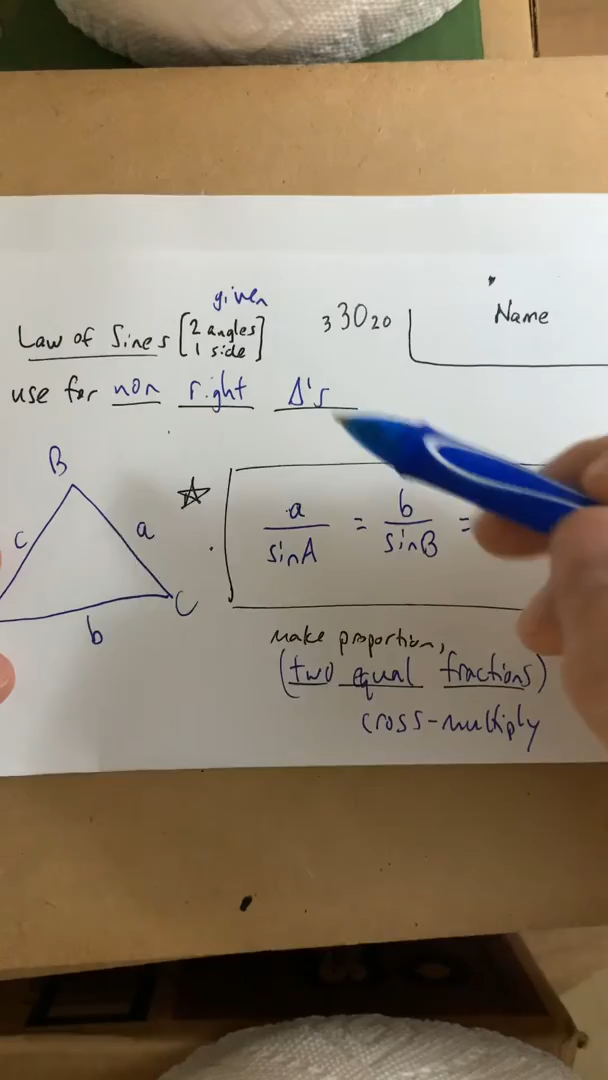 given
Law of Sines [2 angles
1 side]
33020
Name
use for non right Δ's
B
c
a
C
b
☆
a/sinA = b/sinB =
make proportion,
(two equal fractions)
cross-multiply